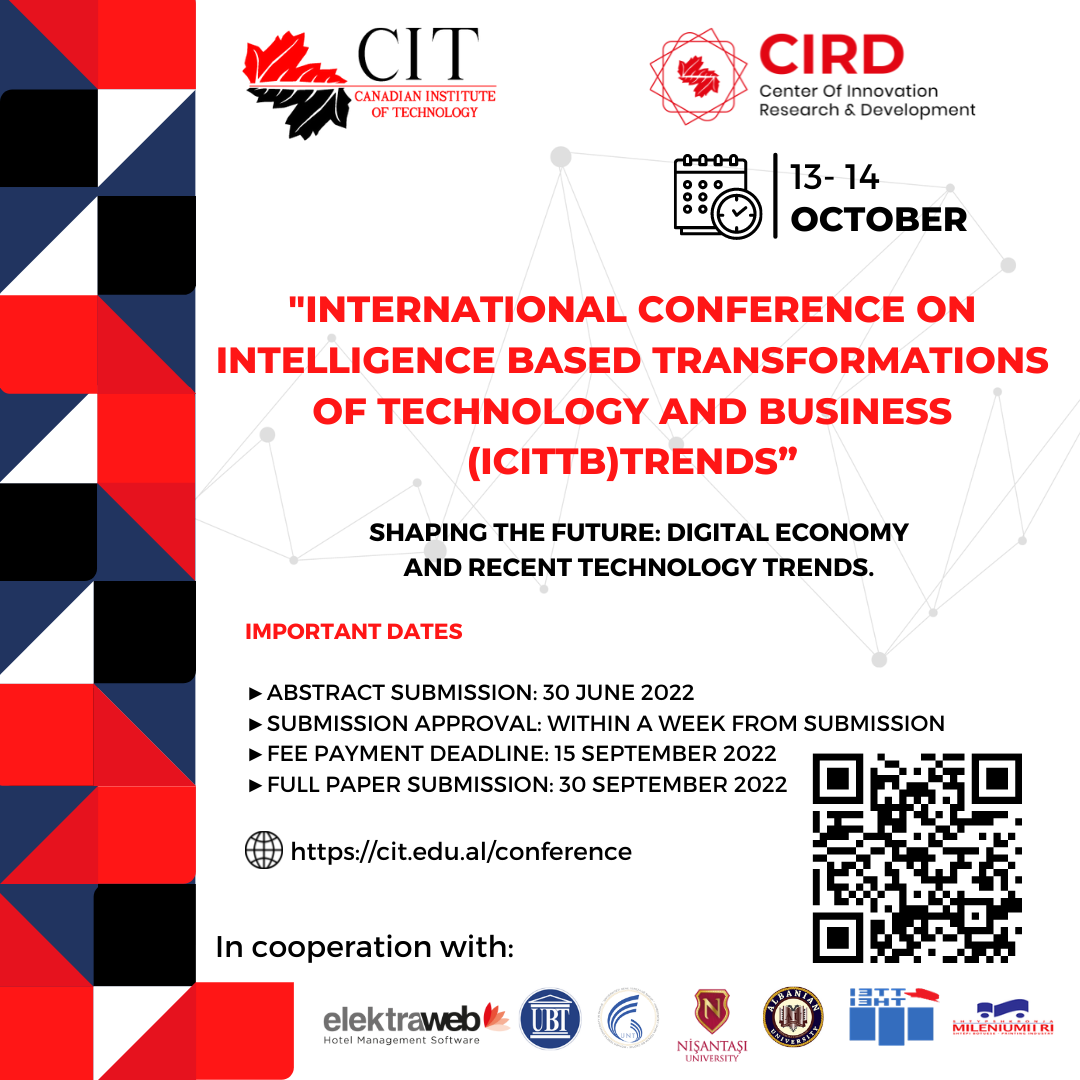 CIT
CANADIAN INSTITUTE
OF TECHNOLOGY
CIRD
Center Of Innovation
Research & Development
13- 14
OCTOBER
"INTERNATIONAL CONFERENCE ON
INTELLIGENCE BASED TRANSFORMATIONS
OF TECHNOLOGY AND BUSINESS
(ICITTB)TRENDS”
SHAPING THE FUTURE: DIGITAL ECONOMY
AND RECENT TECHNOLOGY TRENDS.
IMPORTANT DATES
►ABSTRACT SUBMISSION: 30 JUNE 2022
►SUBMISSION APPROVAL: WITHIN A WEEK FROM SUBMISSION
►FEE PAYMENT DEADLINE: 15 SEPTEMBER 2022
►FULL PAPER SUBMISSION: 30 SEPTEMBER 2022
https://cit.edu.al/conference
In cooperation with:
elektraweb
Hotel Management Software
UBT
N
NİŞANTAŞI
UNIVERSITY
ALBANIAN
UNIVERSITY
MILENIUMI I RI